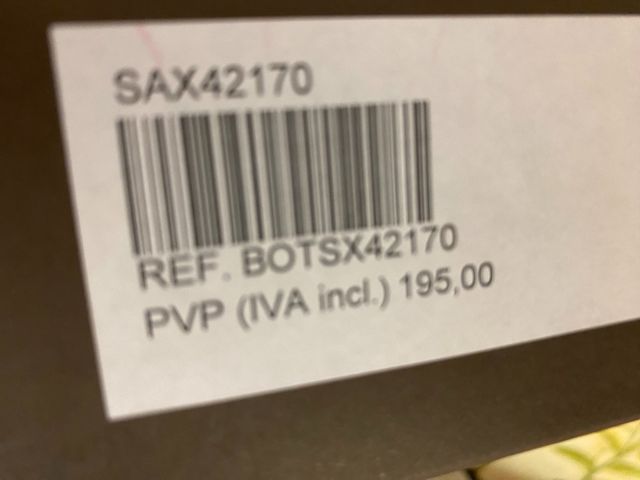 SAX42170
REF. BOTSX42170
PVP (IVA incl.) 195,00